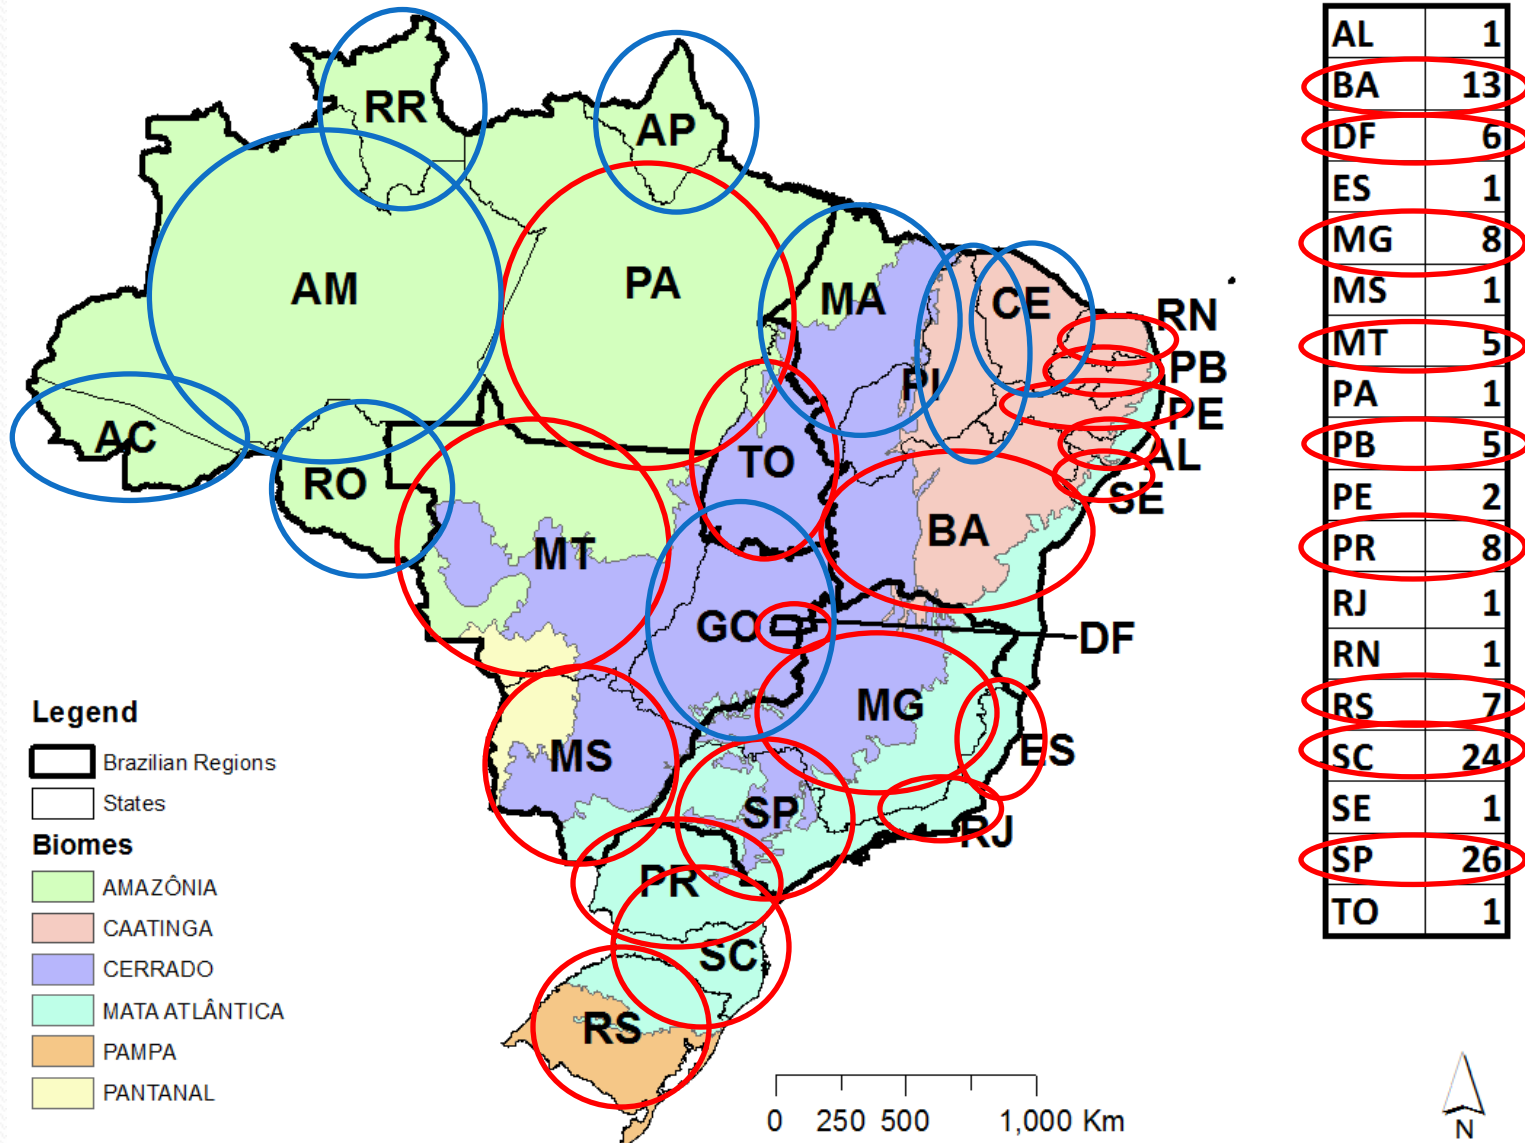 RR
AP
AM
PA
MA
CE
RN
PB
PI
PE
AC
AL
TO
RO
SE
BA
MT
GO
DF
MG
MS
ES
SP
RJ
PR
SC
RS
Legend
Brazilian Regions
States
Biomes
AMAZÔNIA
CAATINGA
CERRADO
MATA ATLÂNTICA
PAMPA
PANTANAL
0 250 500 1,000 Km
N
AL 1
BA 13
DF 6
ES 1
MG 8
MS 1
MT 5
PA 1
PB 5
PE 2
PR 8
RJ 1
RN 1
RS 7
SC 24
SE 1
SP 26
TO 1